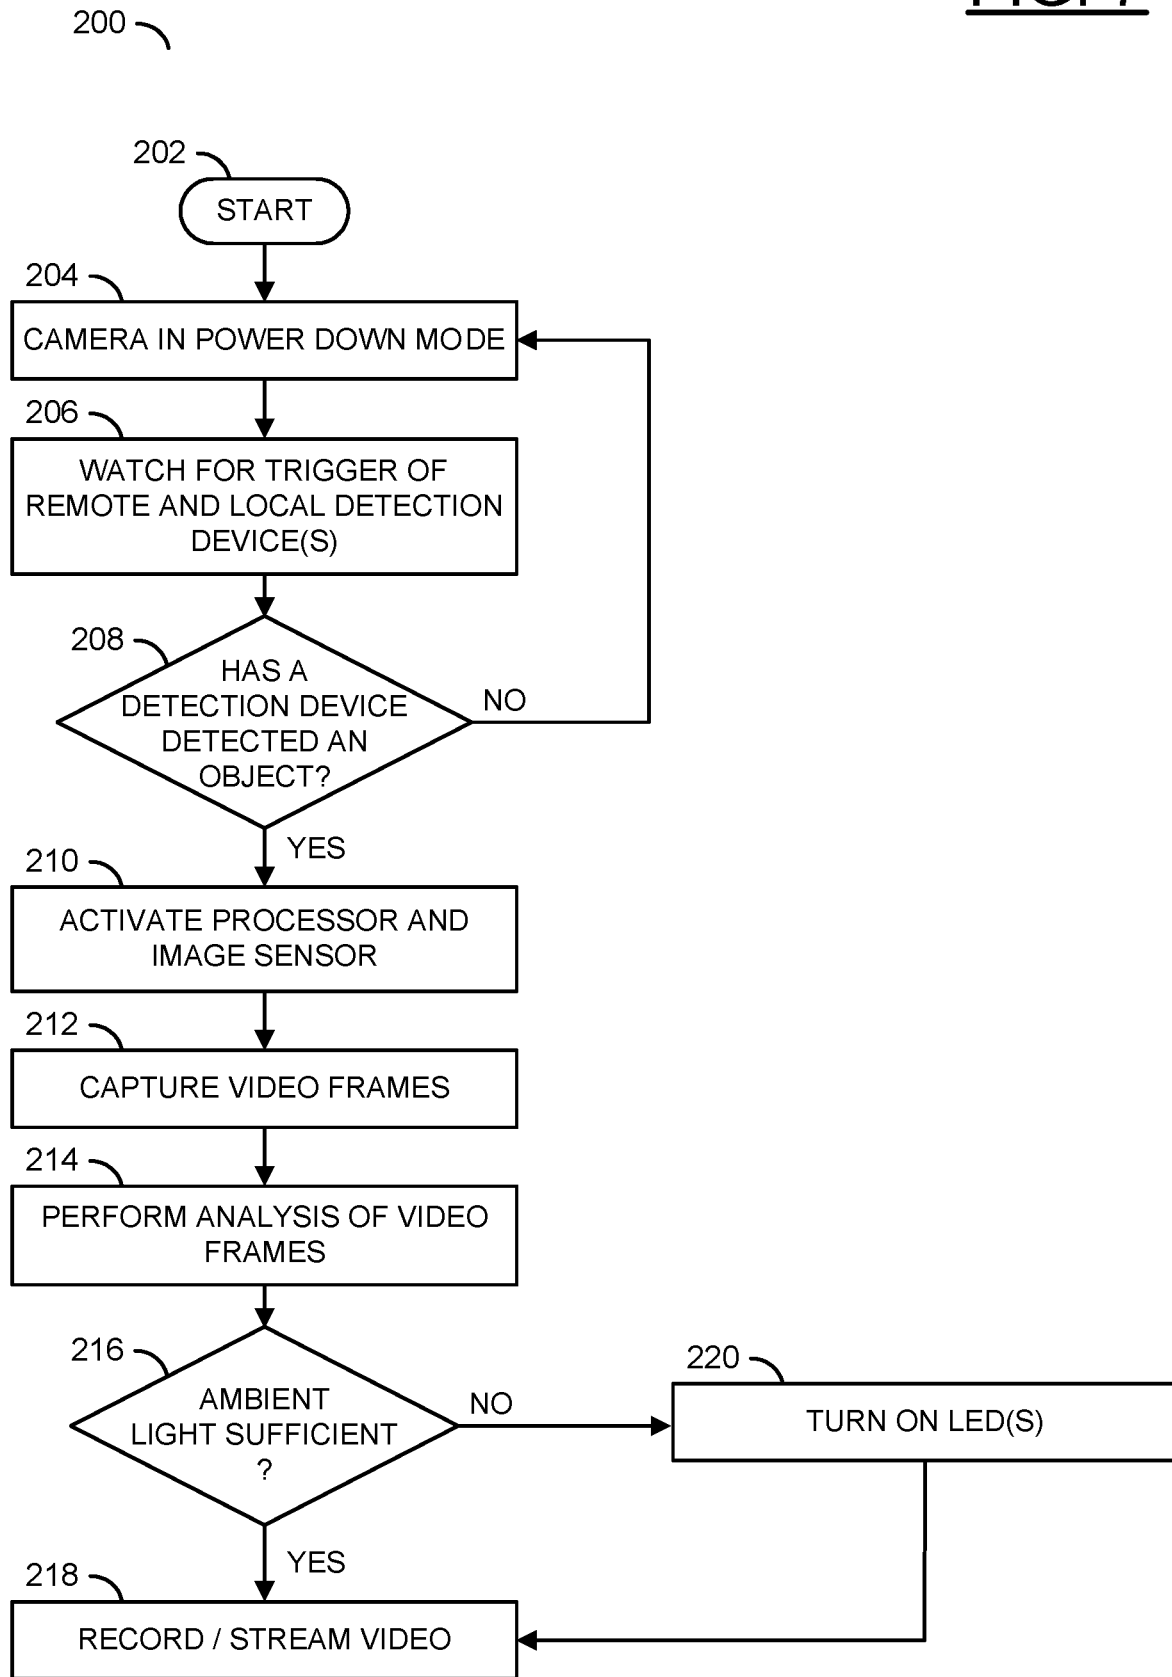 200
202
START
204
CAMERA IN POWER DOWN MODE
206
WATCH FOR TRIGGER OF
REMOTE AND LOCAL DETECTION
DEVICE(S)
208
HAS A
DETECTION DEVICE
DETECTED AN
OBJECT?
NO
YES
210
ACTIVATE PROCESSOR AND
IMAGE SENSOR
212
CAPTURE VIDEO FRAMES
214
PERFORM ANALYSIS OF VIDEO
FRAMES
216
AMBIENT
LIGHT SUFFICIENT
?
NO
220
TURN ON LED(S)
YES
218
RECORD / STREAM VIDEO